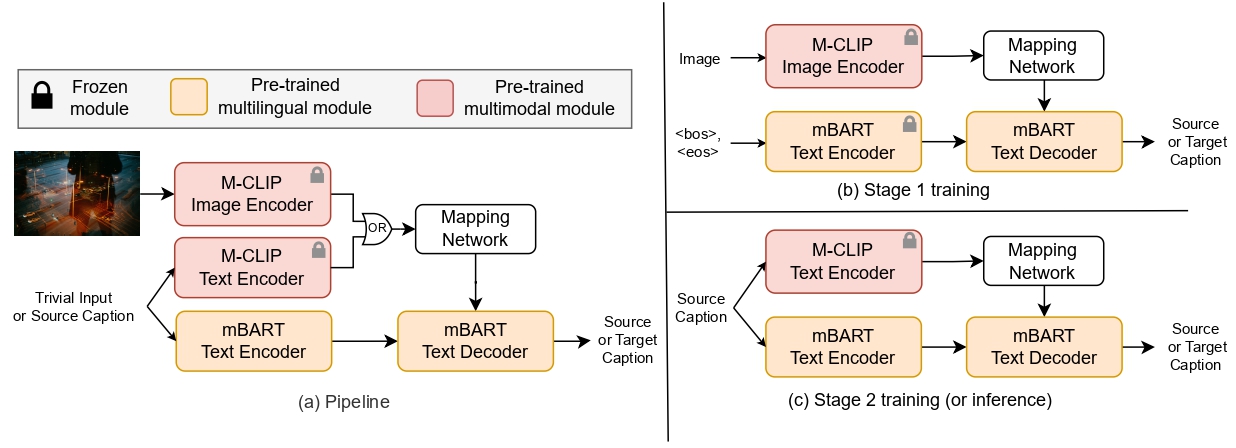 Frozen
module
Pre-trained
multilingual module
Pre-trained
multimodal module
M-CLIP
Image Encoder
OR
Mapping
Network
M-CLIP
Text Encoder
Trivial Input
or Source Caption
mBART
Text Encoder
mBART
Text Decoder
Source
or Target
Caption
(a) Pipeline
Image
M-CLIP
Image Encoder
Mapping
Network
<bos>,
<eos>
mBART
Text Encoder
mBART
Text Decoder
Source
or Target
Caption
(b) Stage 1 training
M-CLIP
Text Encoder
Mapping
Network
Source
Caption
mBART
Text Encoder
mBART
Text Decoder
Source
or Target
Caption
(c) Stage 2 training (or inference)